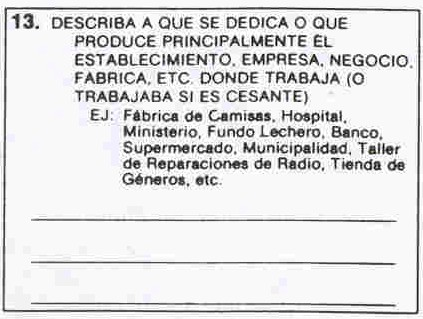 13. DESCRIBA A QUE SE DEDICA O QUE
PRODUCE PRINCIPALMENTE EL
ESTABLECIMIENTO, EMPRESA, NEGOCIO,
FABRICA, ETC. DONDE TRABAJA (O
TRABAJABA SI ES CESANTE)
EJ: Fábrica de Camisas, Hospital,
Ministerio, Fundo Lechero, Banco,
Supermercado, Municipalidad, Taller
de Reparaciones de Radio, Tienda de
Géneros, etc.